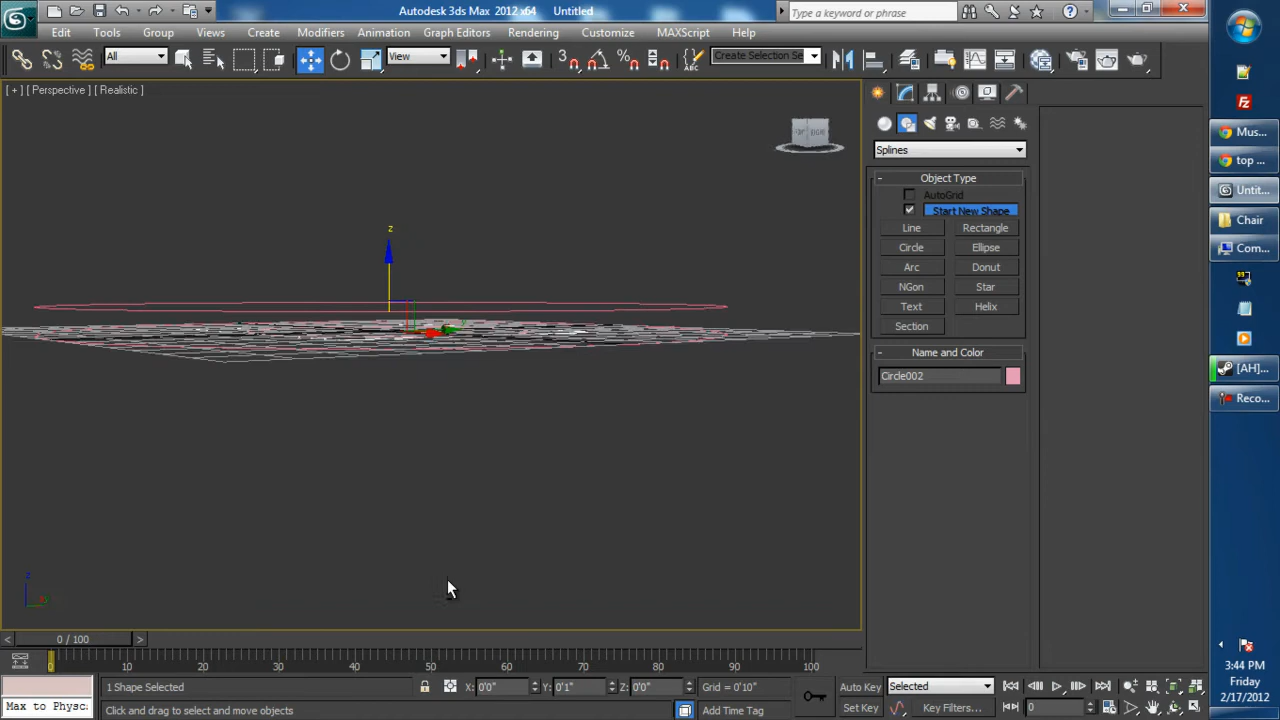 Autodesk 3ds Max 2012 x64 Untitled
Type a keyword or phrase
Edit Tools Group Views Create Modifiers Animation Graph Editors Rendering Customize MAXScript Help
All View Create Selection Se
[ + ] [ Perspective ] [ Realistic ]
z
Splines
- Object Type
AutoGrid
Start New Shape
Line Rectangle
Circle Ellipse
Arc Donut
NGon Star
Text Helix
Section
- Name and Color
Circle002
z
< 0 / 100 >
0 10 20 30 40 50 60 70 80 90 100
1 Shape Selected X: 0'0" Y: 0'1" Z: 0'0" Grid = 0'10" Auto Key Selected
Max to Physc. Click and drag to select and move objects Add Time Tag Set Key Key Filters... 0
Mus...
top ...
Untit...
Chair
Com...
[AH]...
Reco...
3:44 PM
Friday
2/17/2012